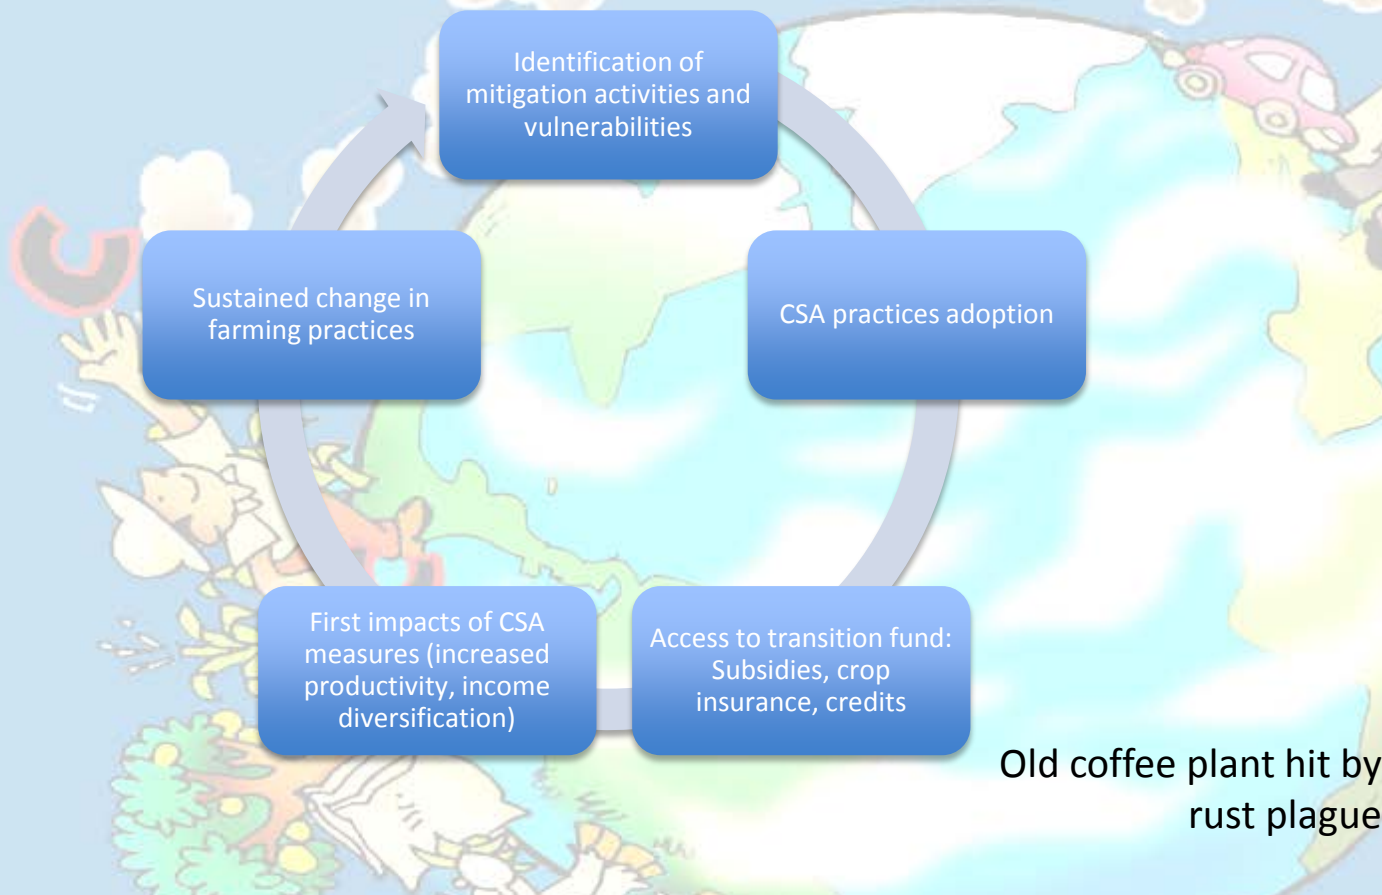 Identification of
mitigation activities and
vulnerabilities
CSA practices adoption
Access to transition fund:
Subsidies, crop
insurance, credits
First impacts of CSA
measures (increased
productivity, income
diversification)
Sustained change in
farming practices
Old coffee plant hit by
rust plague